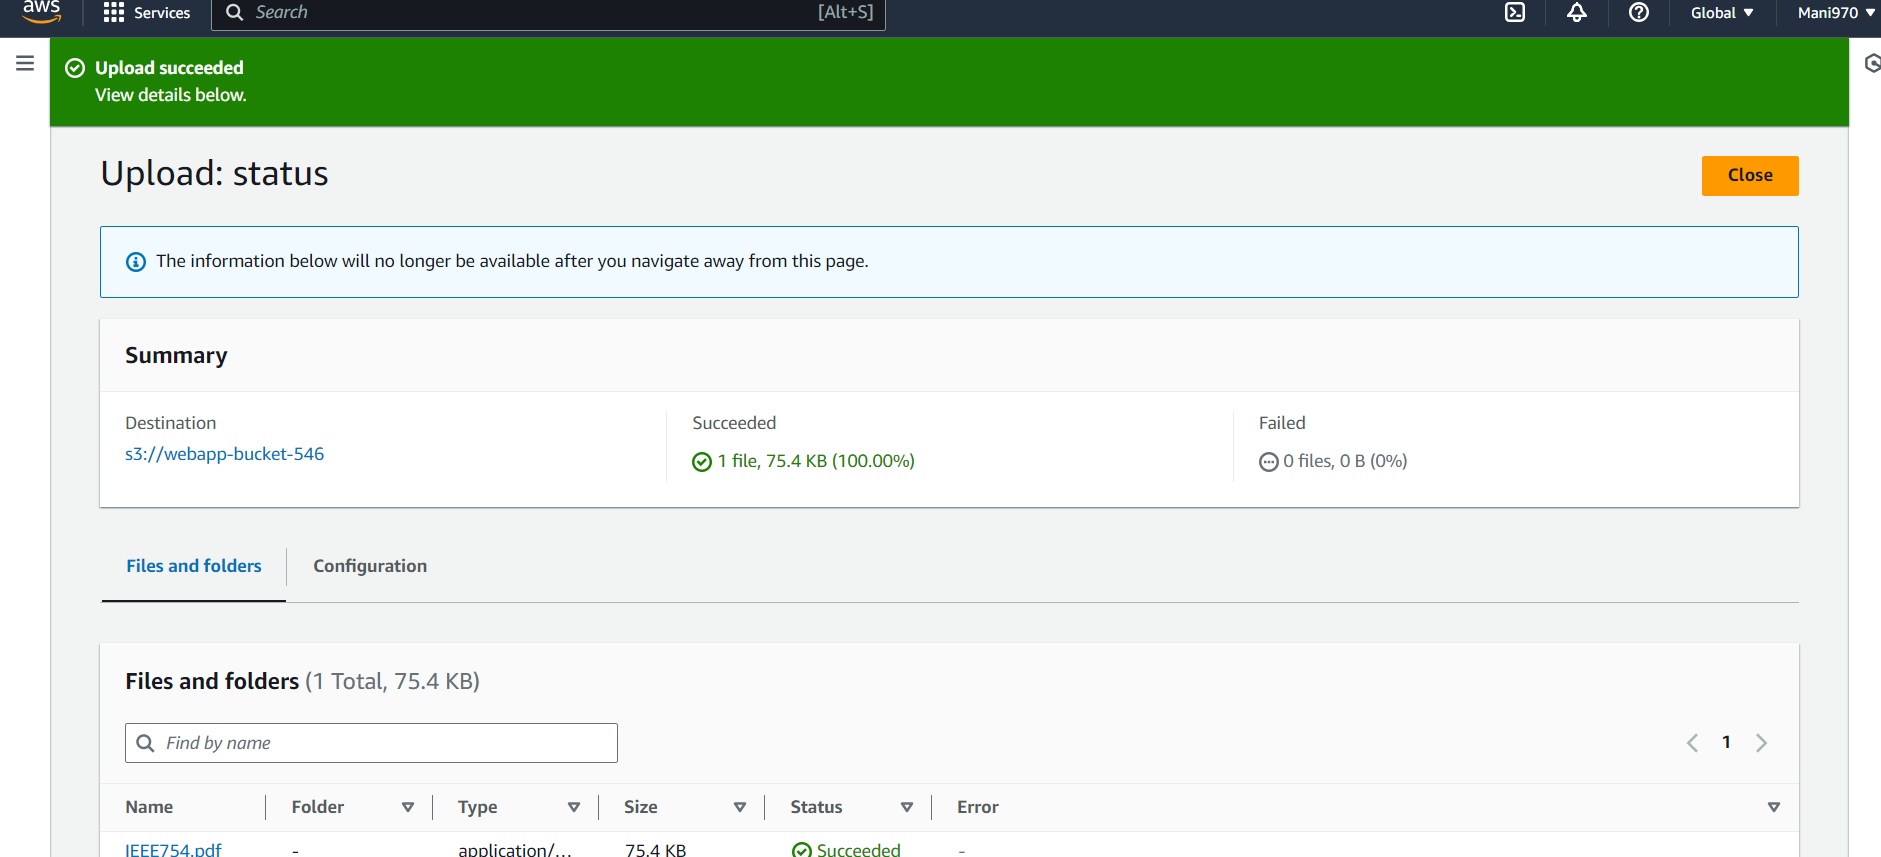 aws
Services
Search
[Alt+S]
Global
Mani970
Upload succeeded
View details below.
Upload: status
Close
The information below will no longer be available after you navigate away from this page.
Summary
Destination
s3://webapp-bucket-546
Succeeded
1 file, 75.4 KB (100.00%)
Failed
0 files, 0 B (0%)
Files and folders
Configuration
Files and folders (1 Total, 75.4 KB)
Find by name
1
Name Folder Type Size Status Error
IEEE754.pdf - application/... 75.4 KB Succeeded -